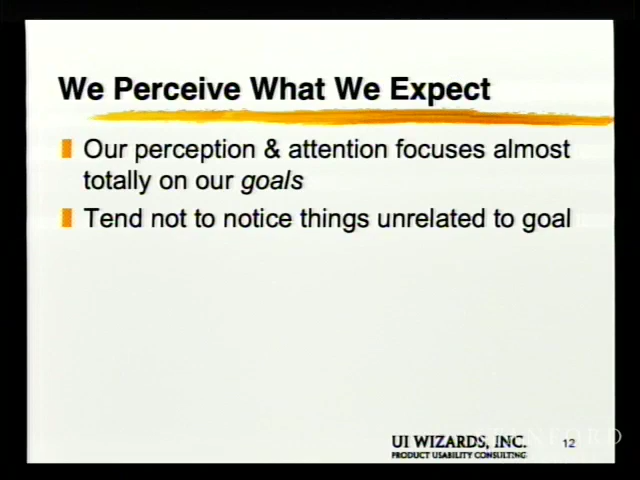 We Perceive What We Expect
Our perception & attention focuses almost
totally on our goals
Tend not to notice things unrelated to goal
UI WIZARDS, INC.
PRODUCT USABILITY CONSULTING
12